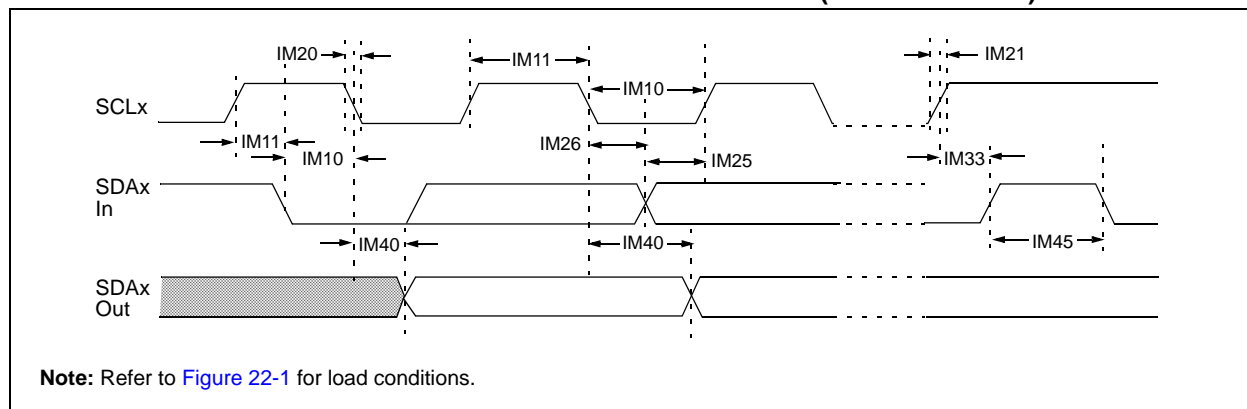 IM20
IM11
IM21
IM10
SCLx
IM11
IM26
IM10
IM25
IM33
SDAx
In
IM40
IM40
IM45
SDAx
Out
Note: Refer to Figure 22-1 for load conditions.